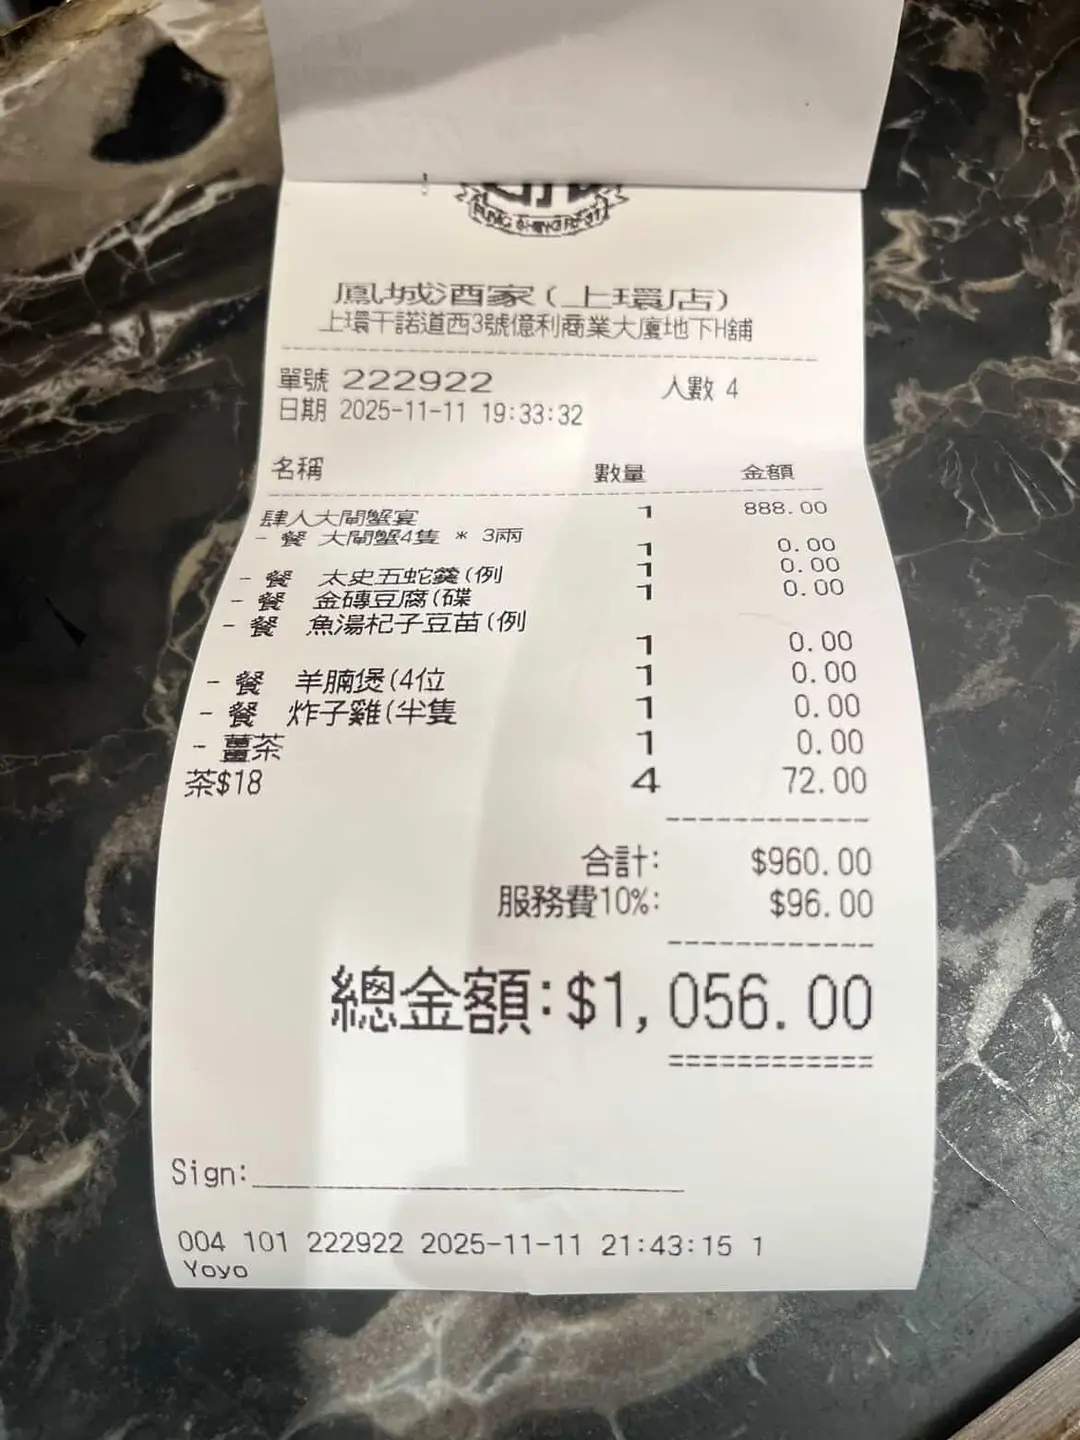 FUNG SHING REST
鳳城酒家(上環店)
上環干諾道西3號億利商業大廈地下H舖
單號 222922 人數 4
日期 2025-11-11 19:33:32
名稱 數量 金額
肆人大閘蟹宴 1 888.00
- 餐 大閘蟹4隻 * 3兩 1 0.00
- 餐 太史五蛇羹(例 1 0.00
- 餐 金磚豆腐(碟 1 0.00
- 餐 魚湯杞子豆苗(例 1 0.00
- 餐 羊腩煲(4位 1 0.00
- 餐 炸子雞(半隻 1 0.00
- 薑茶 1 0.00
茶$18 4 72.00
合計: $960.00
服務費10%: $96.00
總金額:$1,056.00
Sign:
004 101 222922 2025-11-11 21:43:15 1
Yoyo